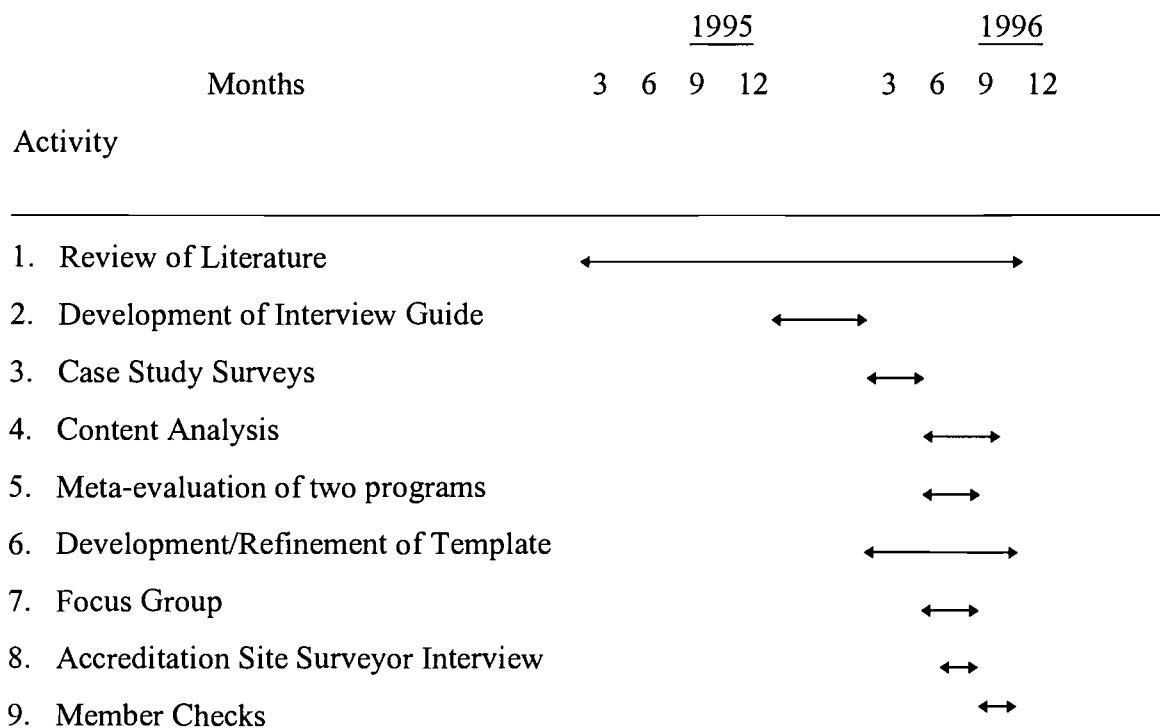 1995 1996
Months 3 6 9 12 3 6 9 12
Activity
1. Review of Literature
2. Development of Interview Guide
3. Case Study Surveys
4. Content Analysis
5. Meta-evaluation of two programs
6. Development/Refinement of Template
7. Focus Group
8. Accreditation Site Surveyor Interview
9. Member Checks